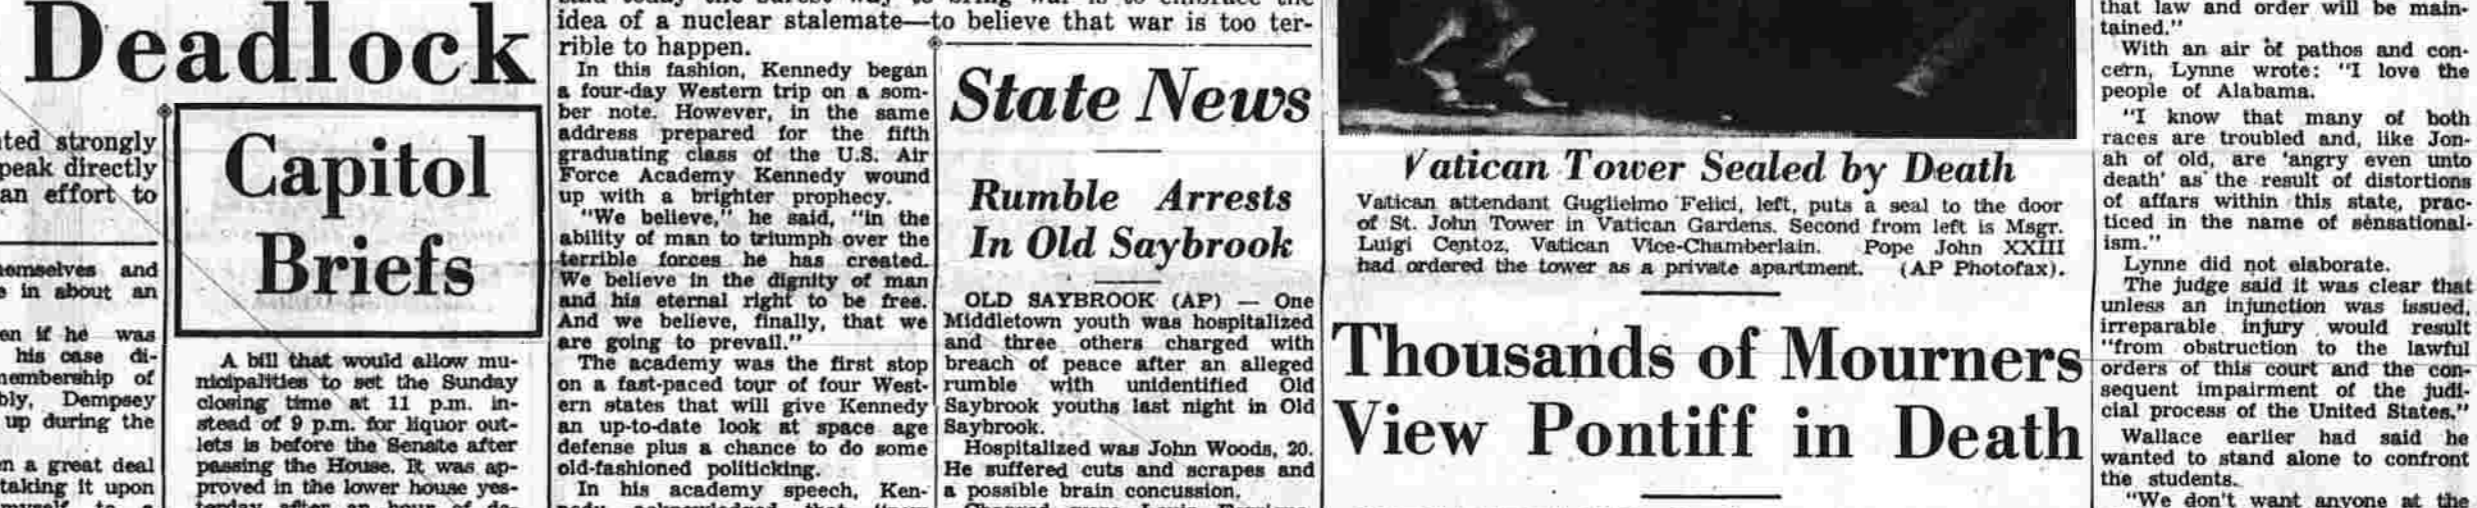 Deadlock
ted strongly
peak directly
an effort to
emselves and
in about an
en if he was
his case di-
membership of
bly, Dempsey
up during the
en a great deal
taking it upon
Capitol
Briefs
A bill that would allow mu-
nicipalities to set the Sunday
closing time at 11 p.m. in-
stead of 9 p.m. for liquor out-
lets is before the Senate after
passing the House. It was ap-
proved in the lower house yes-
idea of a nuclear stalemate—to believe that war is too ter-
rible to happen.
In this fashion, Kennedy began
a four-day Western trip on a som-
ber note. However, in the same
address prepared for the fifth
graduating class of the U.S. Air
Force Academy Kennedy wound
up with a brighter prophecy.
"We believe," he said, "in the
ability of man to triumph over the
terrible forces he has created.
We believe in the dignity of man
and his eternal right to be free.
And we believe, finally, that we
are going to prevail."
The academy was the first stop
on a fast-paced tour of four West-
ern states that will give Kennedy
an up-to-date look at space age
defense plus a chance to do some
old-fashioned politicking.
In his academy speech, Ken-
State News
Rumble Arrests
In Old Saybrook
OLD SAYBROOK (AP) — One
Middletown youth was hospitalized
and three others charged with
breach of peace after an alleged
rumble with unidentified Old
Saybrook youths last night in Old
Saybrook.
Hospitalized was John Woods, 20.
He suffered cuts and scrapes and
a possible brain concussion.
Vatican Tower Sealed by Death
Vatican attendant Guglielmo Felici, left, puts a seal to the door
of St. John Tower in Vatican Gardens. Second from left is Msgr.
Luigi Centoz, Vatican Vice-Chamberlain. Pope John XXIII
had ordered the tower as a private apartment. (AP Photofax).
Thousands of Mourners
View Pontiff in Death
that law and order will be main-
tained."
With an air of pathos and con-
cern, Lynne wrote: "I love the
people of Alabama.
"I know that many of both
races are troubled and, like Jon-
ah of old, are 'angry even unto
death' as the result of distortions
of affars within this state, prac-
ticed in the name of sensational-
ism."
Lynne did not elaborate.
The judge said it was clear that
unless an injunction was issued,
irreparable injury would result
"from obstruction to the lawful
orders of this court and the con-
sequent impairment of the judi-
cial process of the United States."
Wallace earlier had said he
wanted to stand alone to confront
the students.
"We don't want anyone at the